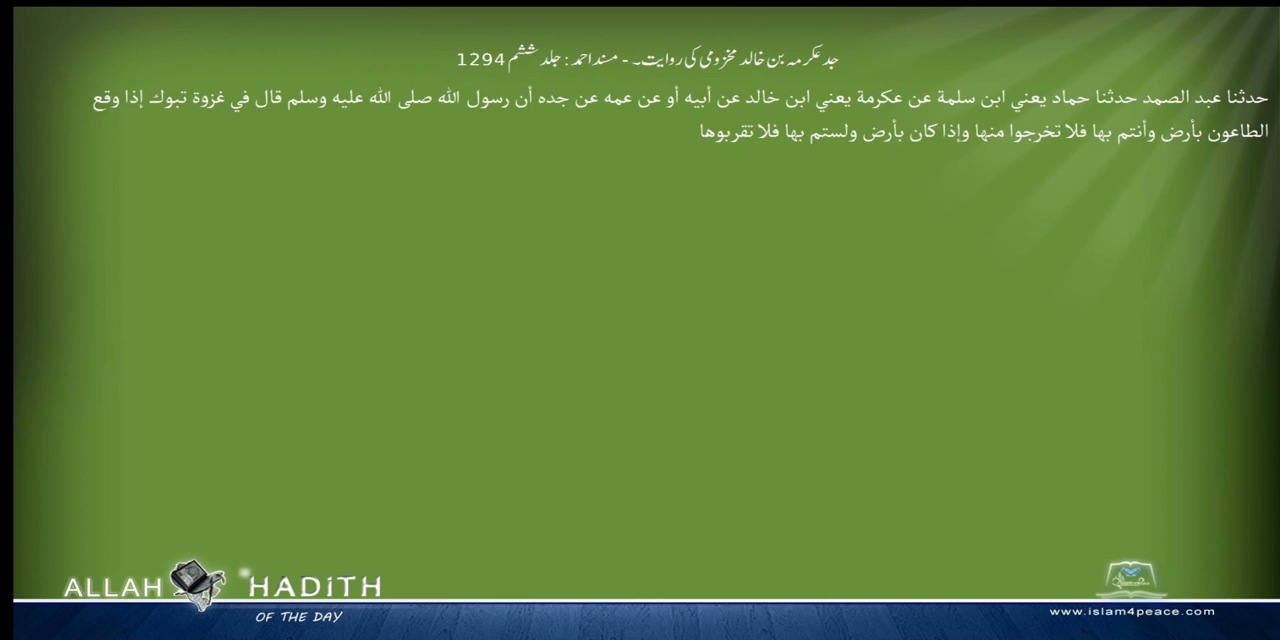 جد عکرمہ بن خالد مخزومی کی روایت۔ - مسند احمد : جلد ششم 1294
حدثنا عبد الصمد حدثنا حماد يعني ابن سلمة عن عكرمة يعني ابن خالد عن أبيه أو عن عمه عن جده أن رسول الله صلى الله عليه وسلم قال في غزوة تبوك إذا وقع
الطاعون بأرض وأنتم بها فلا تخرجوا منها وإذا كان بأرض ولستم بها فلا تقربوها
ALLAH HADITH
OF THE DAY
www.islam4peace.com